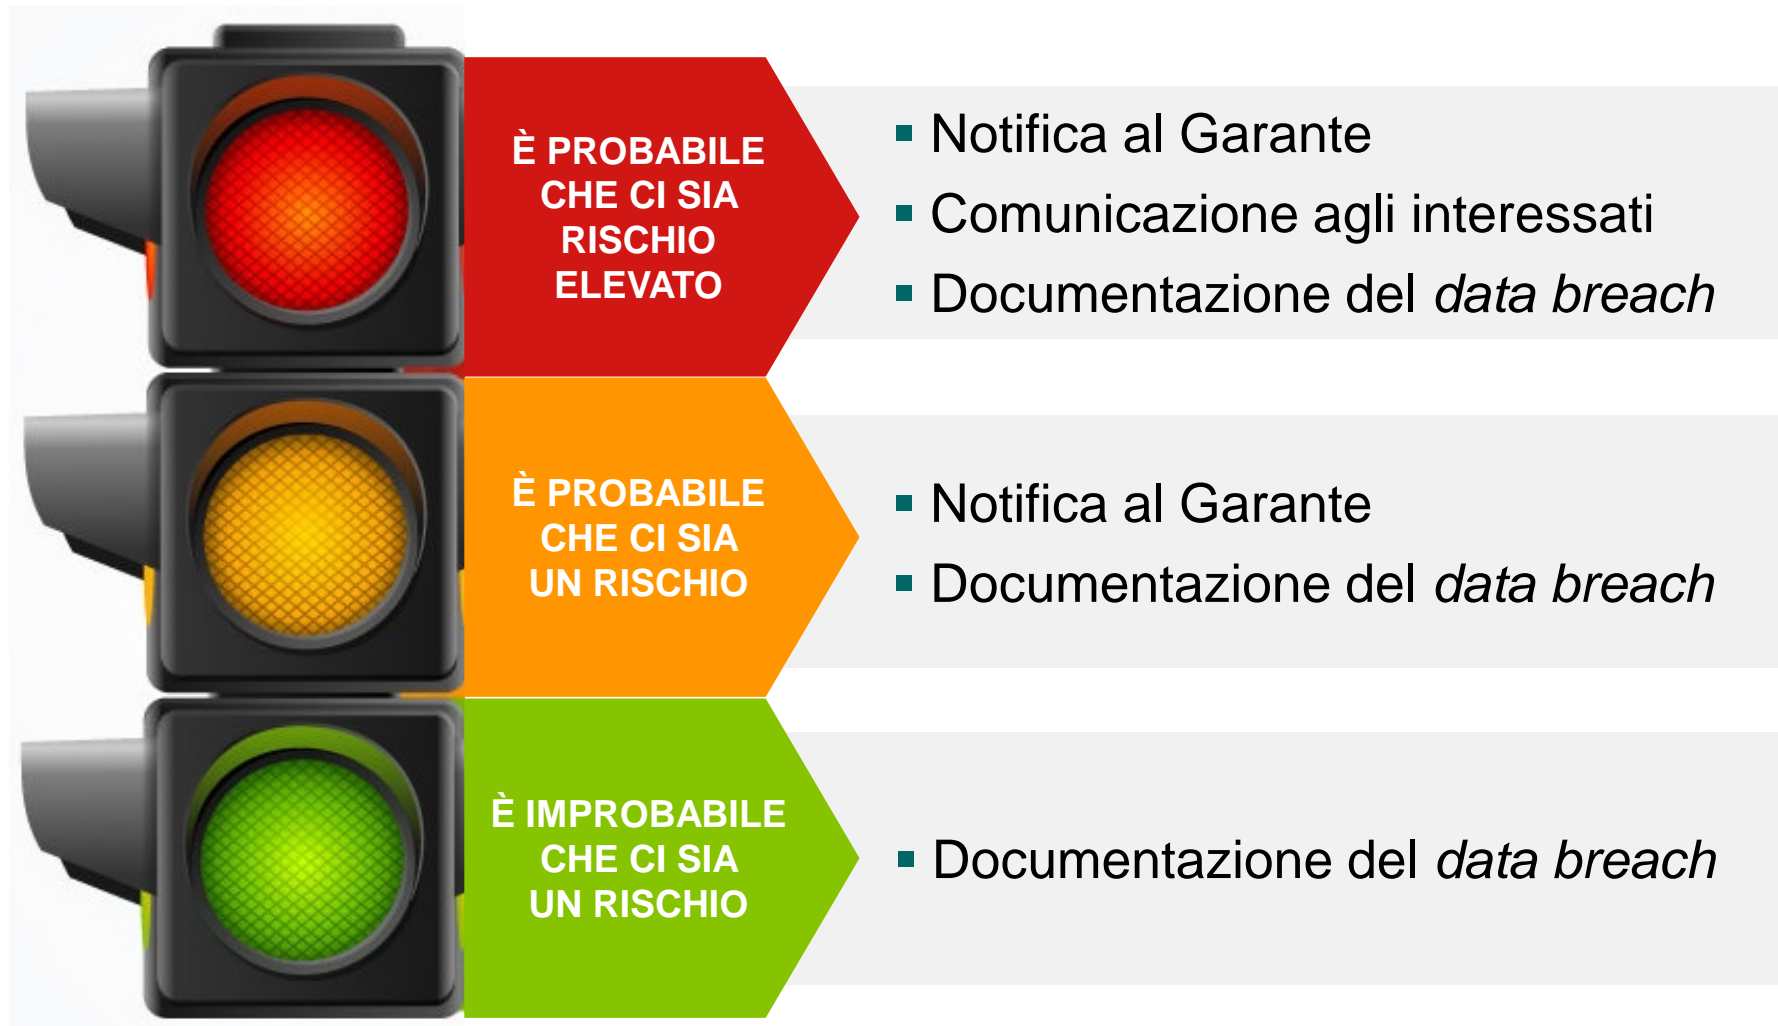 È PROBABILE
CHE CI SIA
RISCHIO
ELEVATO
Notifica al Garante
Comunicazione agli interessati
Documentazione del data breach
È PROBABILE
CHE CI SIA
UN RISCHIO
Notifica al Garante
Documentazione del data breach
È IMPROBABILE
CHE CI SIA
UN RISCHIO
Documentazione del data breach